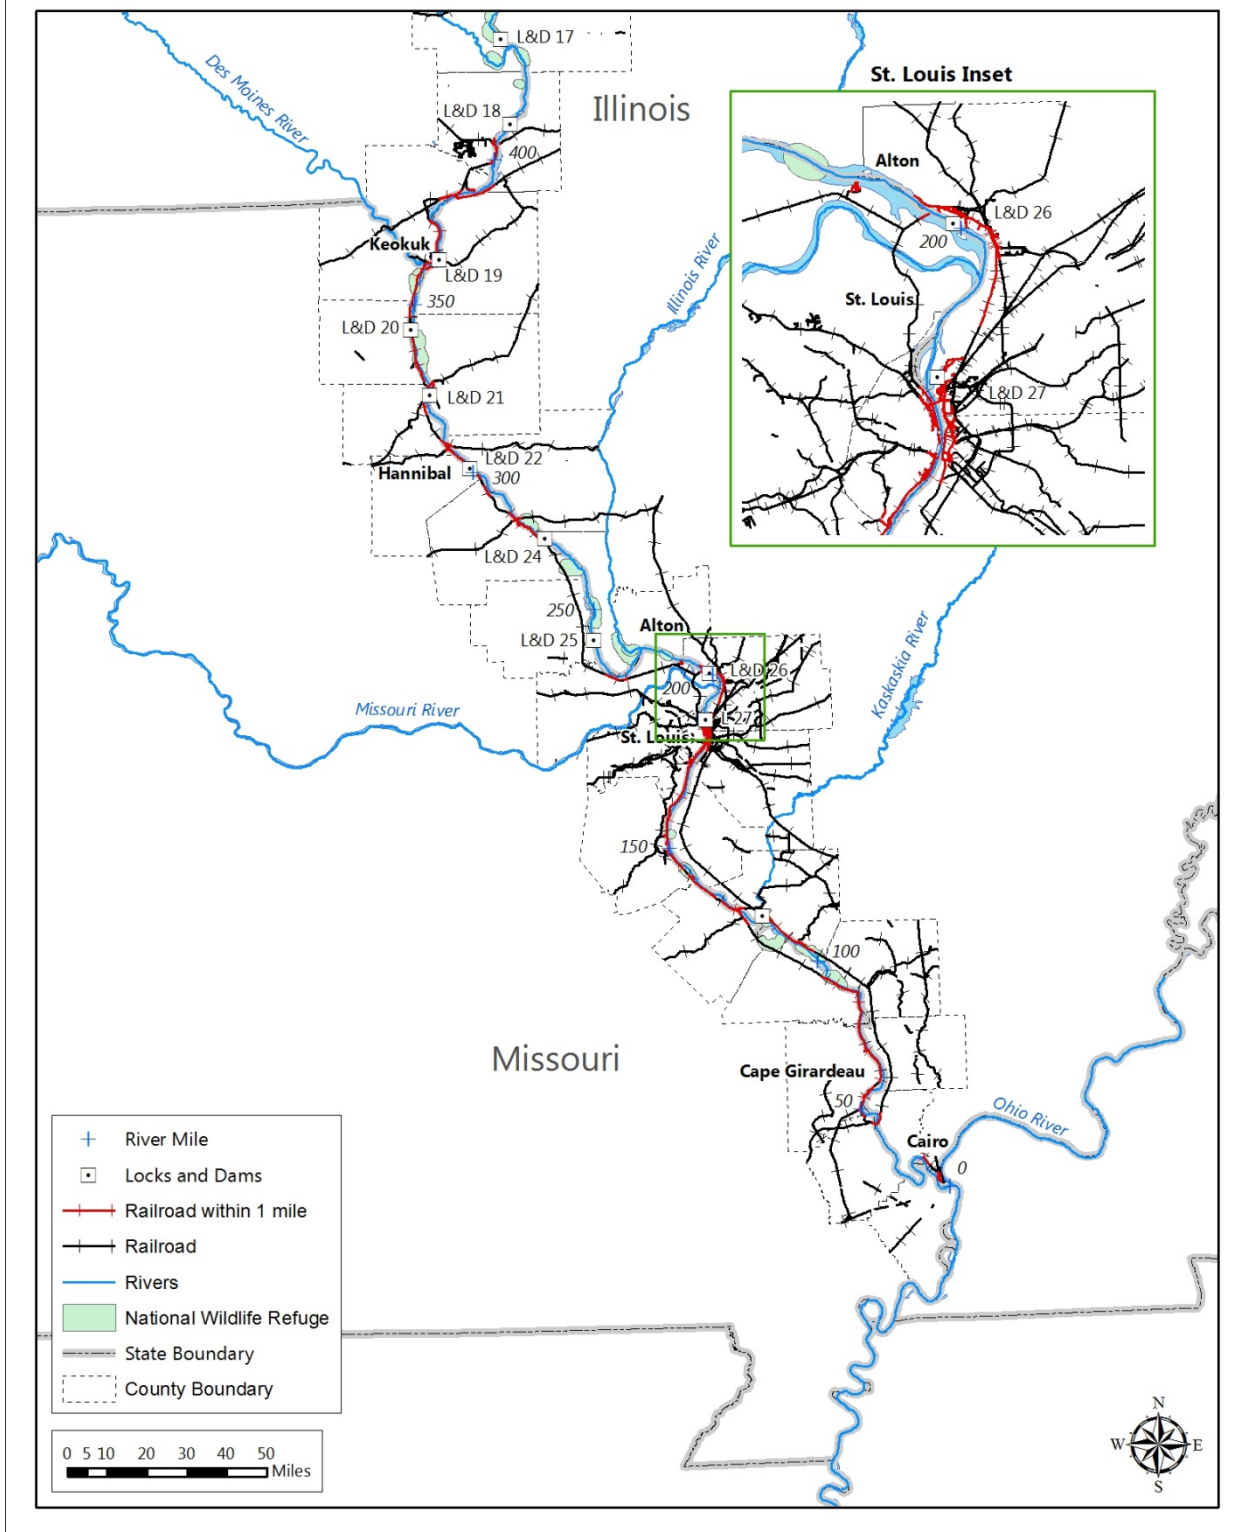 L&D 17
St. Louis Inset
Des Moines River
Illinois
L&D 18
400
Alton
L&D 26
200
Keokuk
L&D 19
Illinois River
350
St. Louis
L&D 20
L&D 27
L&D 21
L&D 22
Hannibal
300
L&D 24
250
Alton
L&D 25
Kaskaskia River
L&D 26
200
Missouri River
L 27
St. Louis
150
100
Missouri
Cape Girardeau
50
Ohio River
Cairo
0
River Mile
Locks and Dams
Railroad within 1 mile
Railroad
Rivers
National Wildlife Refuge
State Boundary
County Boundary
0 5 10 20 30 40 50
Miles
N
W E
S